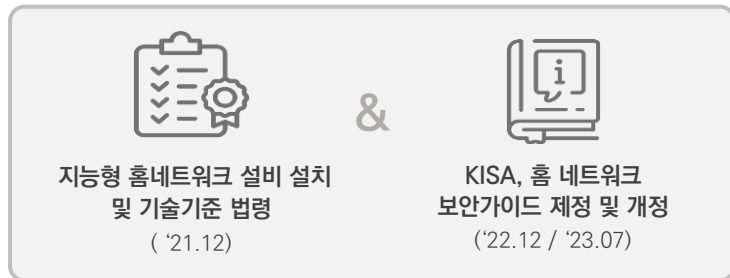 i
&
지능형 홈네트워크 설비 설치
및 기술기준 법령
( ‘21.12)
KISA, 홈 네트워크
보안가이드 제정 및 개정
(‘22.12 / ‘23.07)